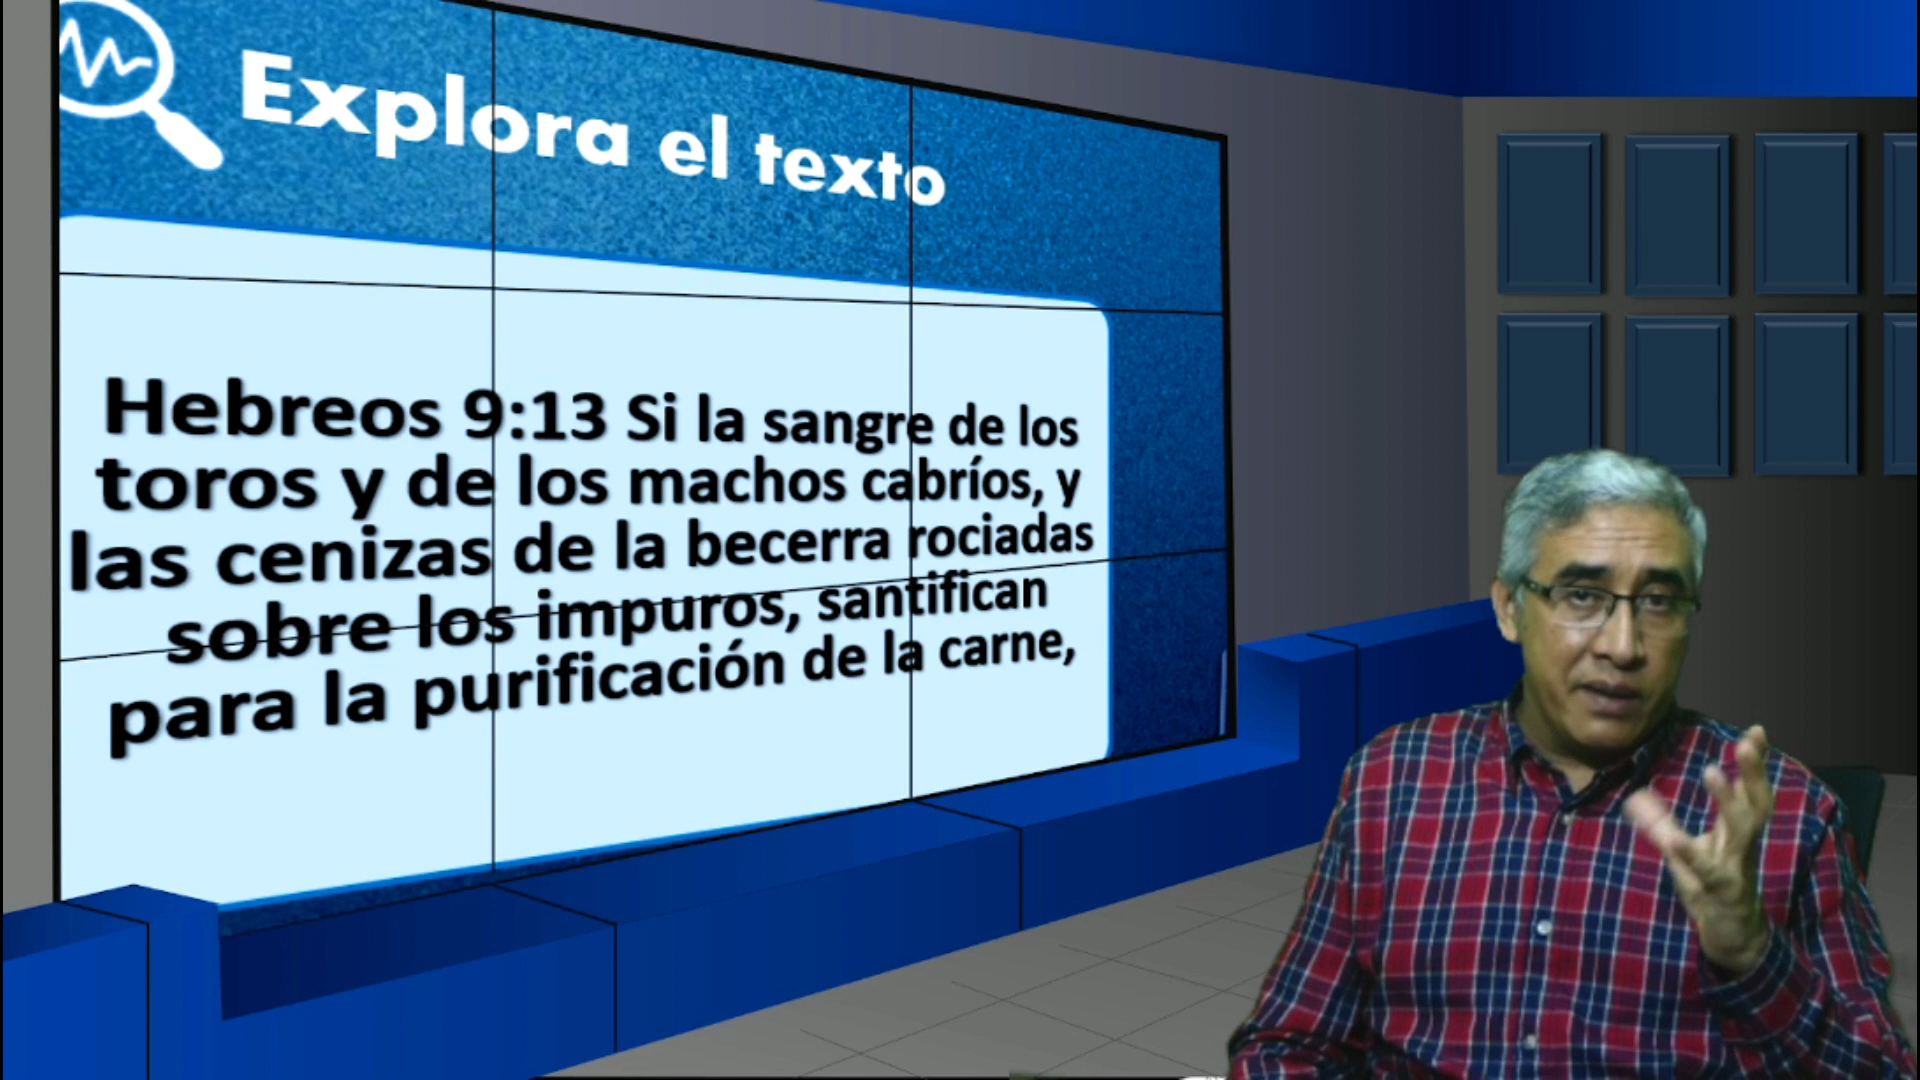 Explora el texto
Hebreos 9:13 Si la sangre de los
toros y de los machos cabríos, y
las cenizas de la becerra rociadas
sobre los impuros, santifican
para la purificación de la carne,